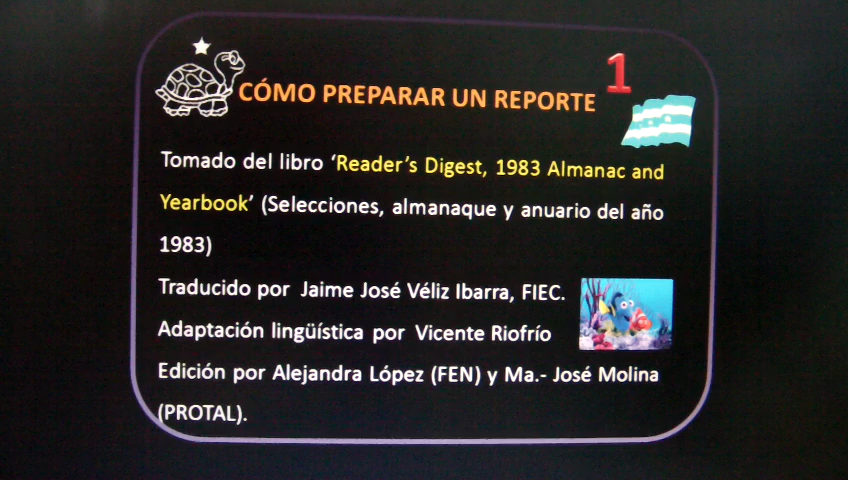 CÓMO PREPARAR UN REPORTE 1
Tomado del libro ‘Reader’s Digest, 1983 Almanac and
Yearbook’ (Selecciones, almanaque y anuario del año
1983)
Traducido por Jaime José Véliz Ibarra, FIEC.
Adaptación lingüística por Vicente Riofrío
Edición por Alejandra López (FEN) y Ma.- José Molina
(PROTAL).